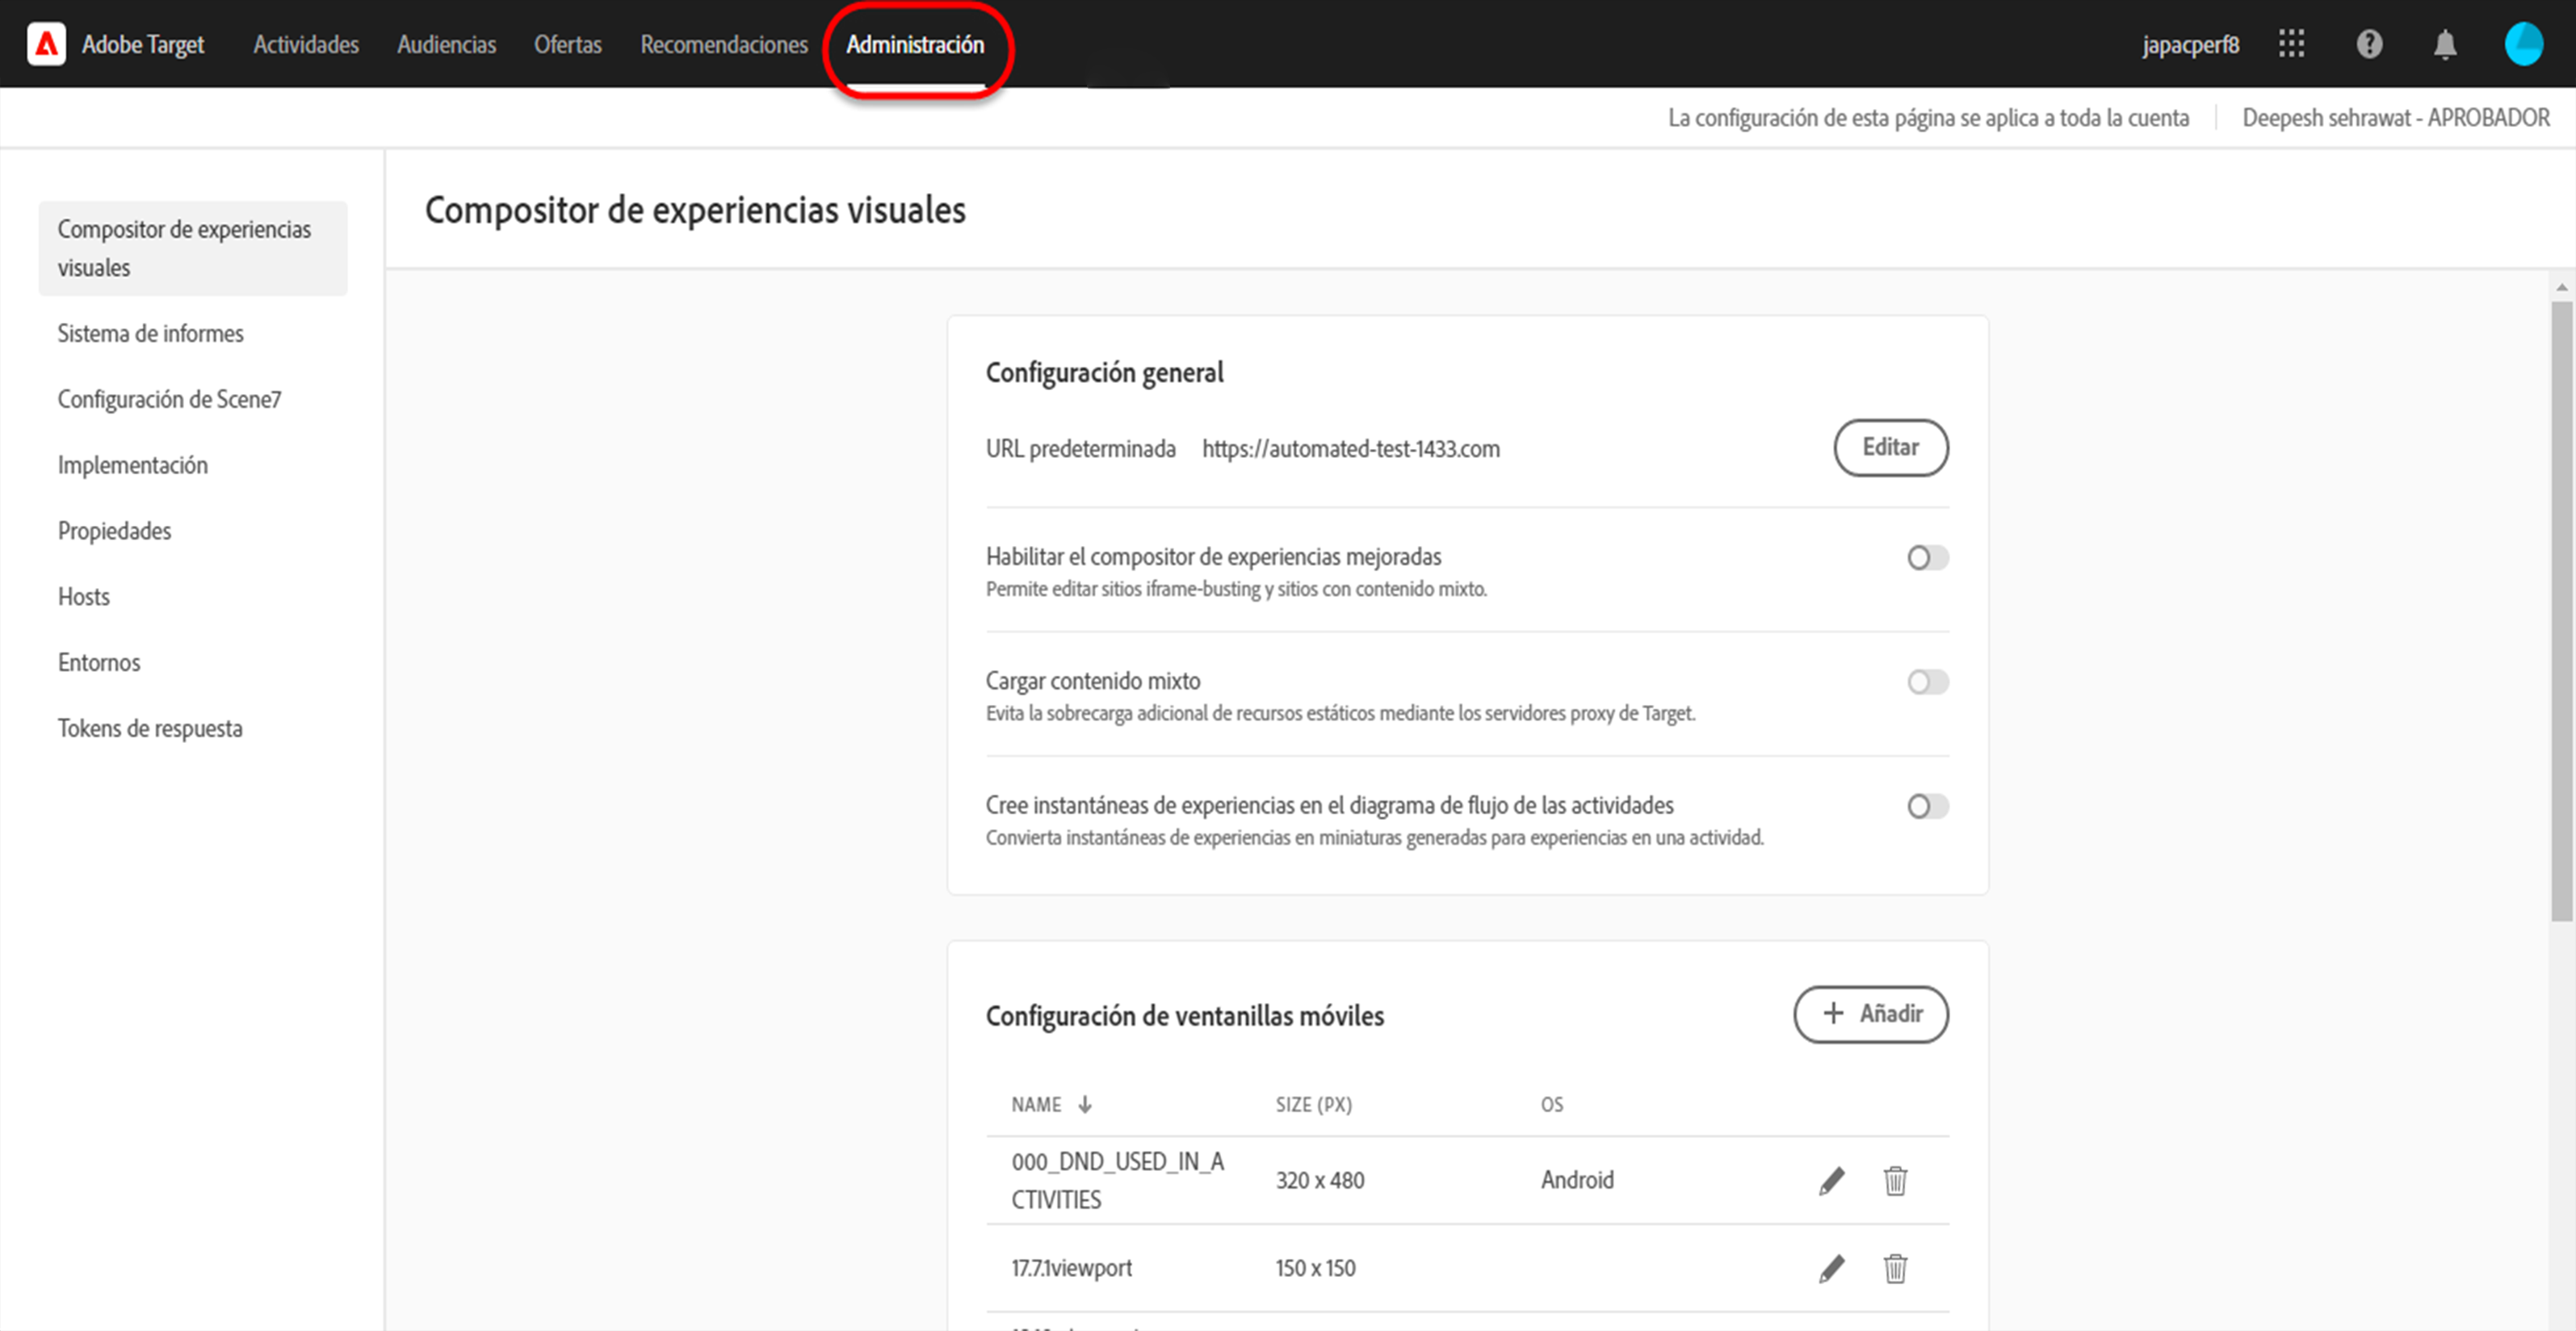 Adobe Target Actividades Audiencias Ofertas Recomendaciones Administración japacperf8
La configuración de esta página se aplica a toda la cuenta Deepesh sehrawat - APROBADOR
Compositor de experiencias
visuales
Sistema de informes
Configuración de Scene7
Implementación
Propiedades
Hosts
Entornos
Tokens de respuesta
Compositor de experiencias visuales
Configuración general
URL predeterminada https://automated-test-1433.com Editar
Habilitar el compositor de experiencias mejoradas
Permite editar sitios iframe-busting y sitios con contenido mixto.
Cargar contenido mixto
Evita la sobrecarga adicional de recursos estáticos mediante los servidores proxy de Target.
Cree instantáneas de experiencias en el diagrama de flujo de las actividades
Convierta instantáneas de experiencias en miniaturas generadas para experiencias en una actividad.
Configuración de ventanillas móviles + Añadir
NAME SIZE (PX) OS
000_DND_USED_IN_A
CTIVITIES 320 x 480 Android
17.7.1viewport 150 x 150